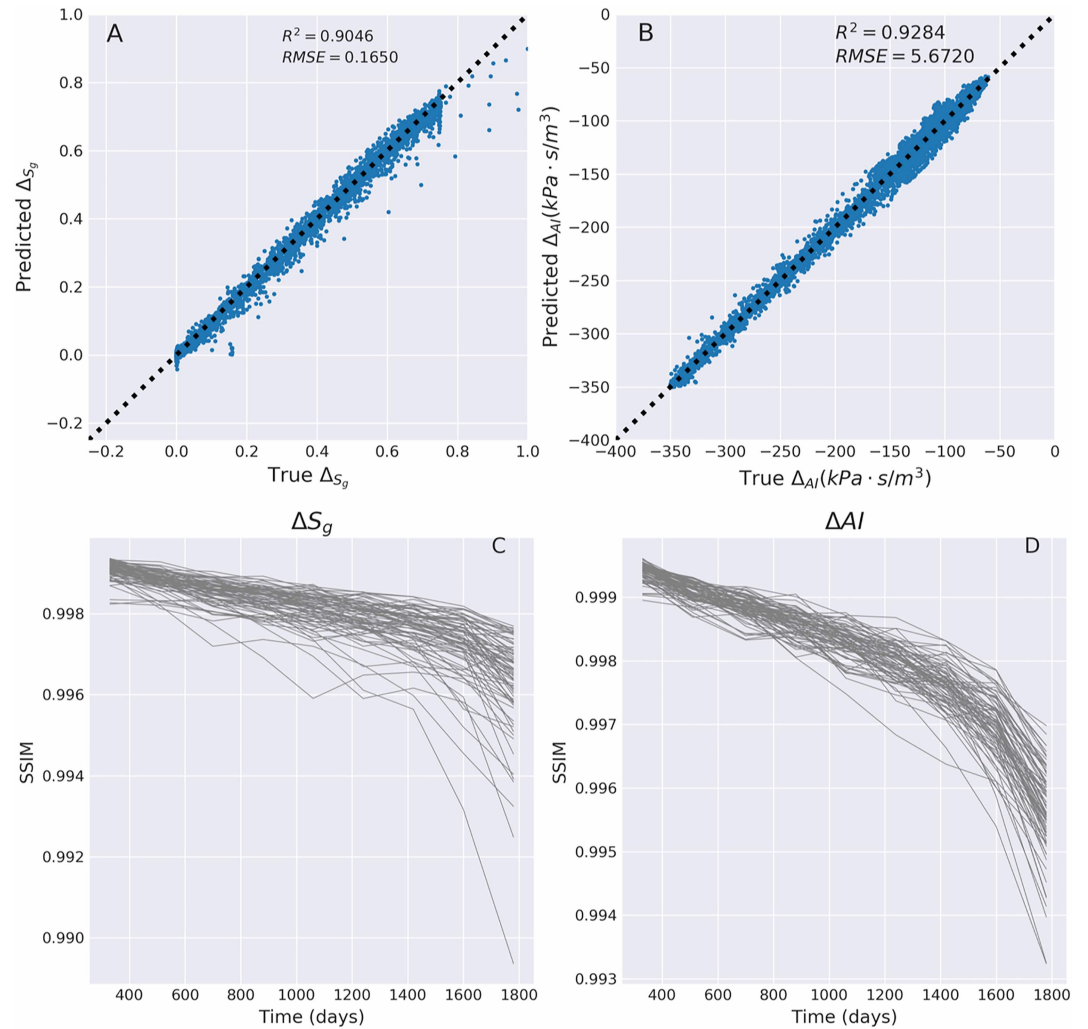 A
R² = 0.9046
RMSE = 0.1650
1.0
0.8
0.6
0.4
0.2
0.0
−0.2
Predicted Δ_{S_g}
−0.2 0.0 0.2 0.4 0.6 0.8 1.0
True Δ_{S_g}
B
R² = 0.9284
RMSE = 5.6720
0
−50
−100
−150
−200
−250
−300
−350
−400
Predicted Δ_{AI}(kPa · s/m³)
−400 −350 −300 −250 −200 −150 −100 −50 0
True Δ_{AI}(kPa · s/m³)
ΔS_g
C
0.998
0.996
0.994
0.992
0.990
SSIM
400 600 800 1000 1200 1400 1600 1800
Time (days)
ΔAI
D
0.999
0.998
0.997
0.996
0.995
0.994
0.993
SSIM
400 600 800 1000 1200 1400 1600 1800
Time (days)